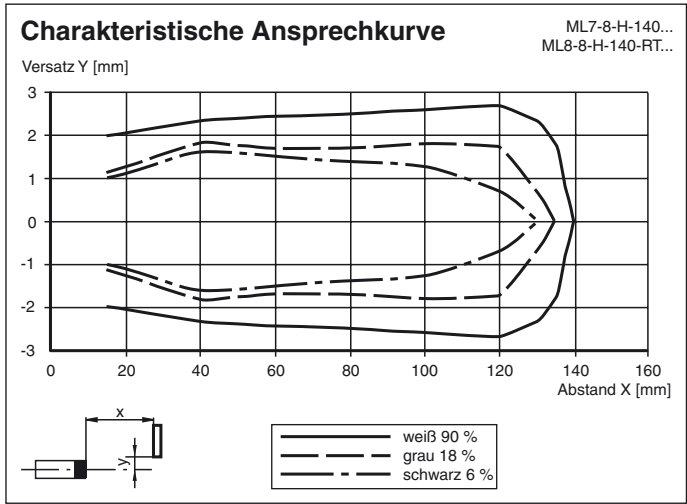 Charakteristische Ansprechkurve
ML7-8-H-140...
ML8-8-H-140-RT...
Versatz Y [mm]
3
2
1
0
-1
-2
-3
0 20 40 60 80 100 120 140 160
Abstand X [mm]
x
y
weiß 90 %
grau 18 %
schwarz 6 %